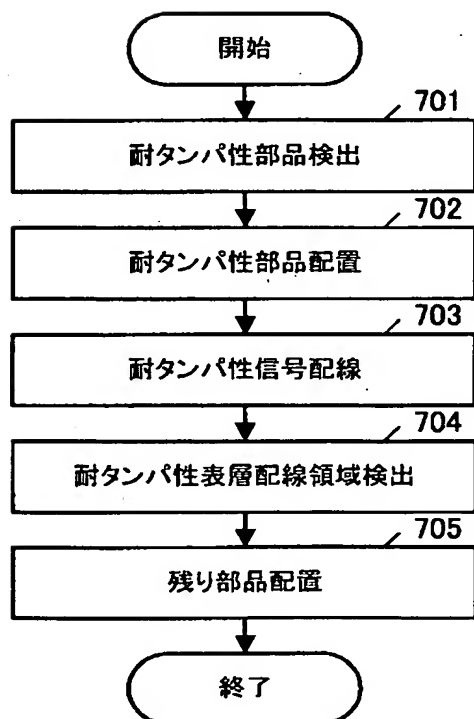 開始
701
耐タンパ性部品検出
702
耐タンパ性部品配置
703
耐タンパ性信号配線
704
耐タンパ性表層配線領域検出
705
残り部品配置
終了